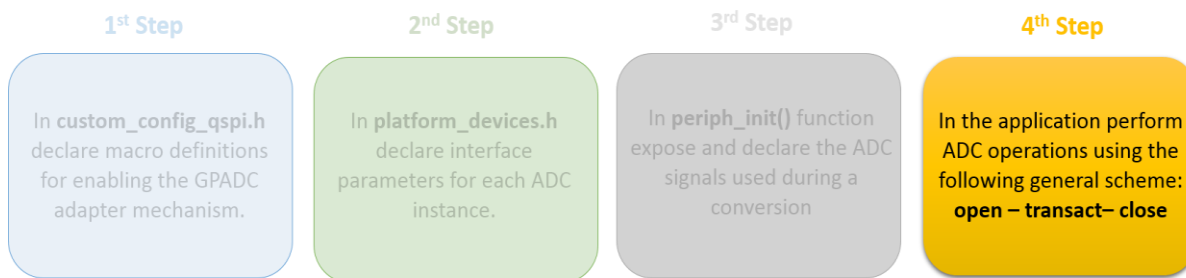 1st Step
2nd Step
3rd Step
4th Step
In custom_config_qspi.h
declare macro definitions
for enabling the GPADC
adapter mechanism.
In platform_devices.h
declare interface
parameters for each ADC
instance.
In periph_init() function
expose and declare the ADC
signals used during a
conversion
In the application perform
ADC operations using the
following general scheme:
open – transact– close